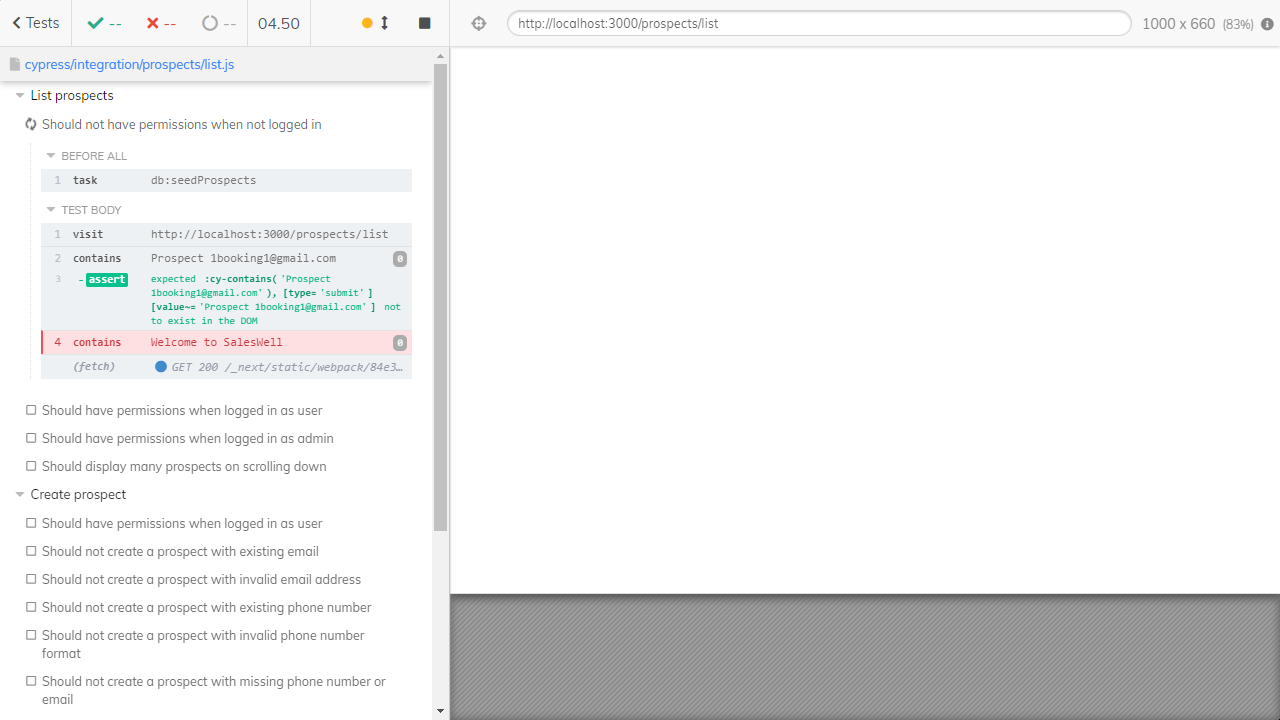 Tests
--
--
--
04.50
http://localhost:3000/prospects/list
1000 x 660 (83%)
cypress/integration/prospects/list.js
List prospects
Should not have permissions when not logged in
BEFORE ALL
1 task db:seedProspects
TEST BODY
1 visit http://localhost:3000/prospects/list
2 contains Prospect 1booking1@gmail.com 0
3 -assert expected :cy-contains('Prospect
1booking1@gmail.com'), [type='submit']
[value~='Prospect 1booking1@gmail.com'] not
to exist in the DOM
4 contains Welcome to SalesWell 0
(fetch) GET 200 /_next/static/webpack/84e3…
Should have permissions when logged in as user
Should have permissions when logged in as admin
Should display many prospects on scrolling down
Create prospect
Should have permissions when logged in as user
Should not create a prospect with existing email
Should not create a prospect with invalid email address
Should not create a prospect with existing phone number
Should not create a prospect with invalid phone number
format
Should not create a prospect with missing phone number or
email